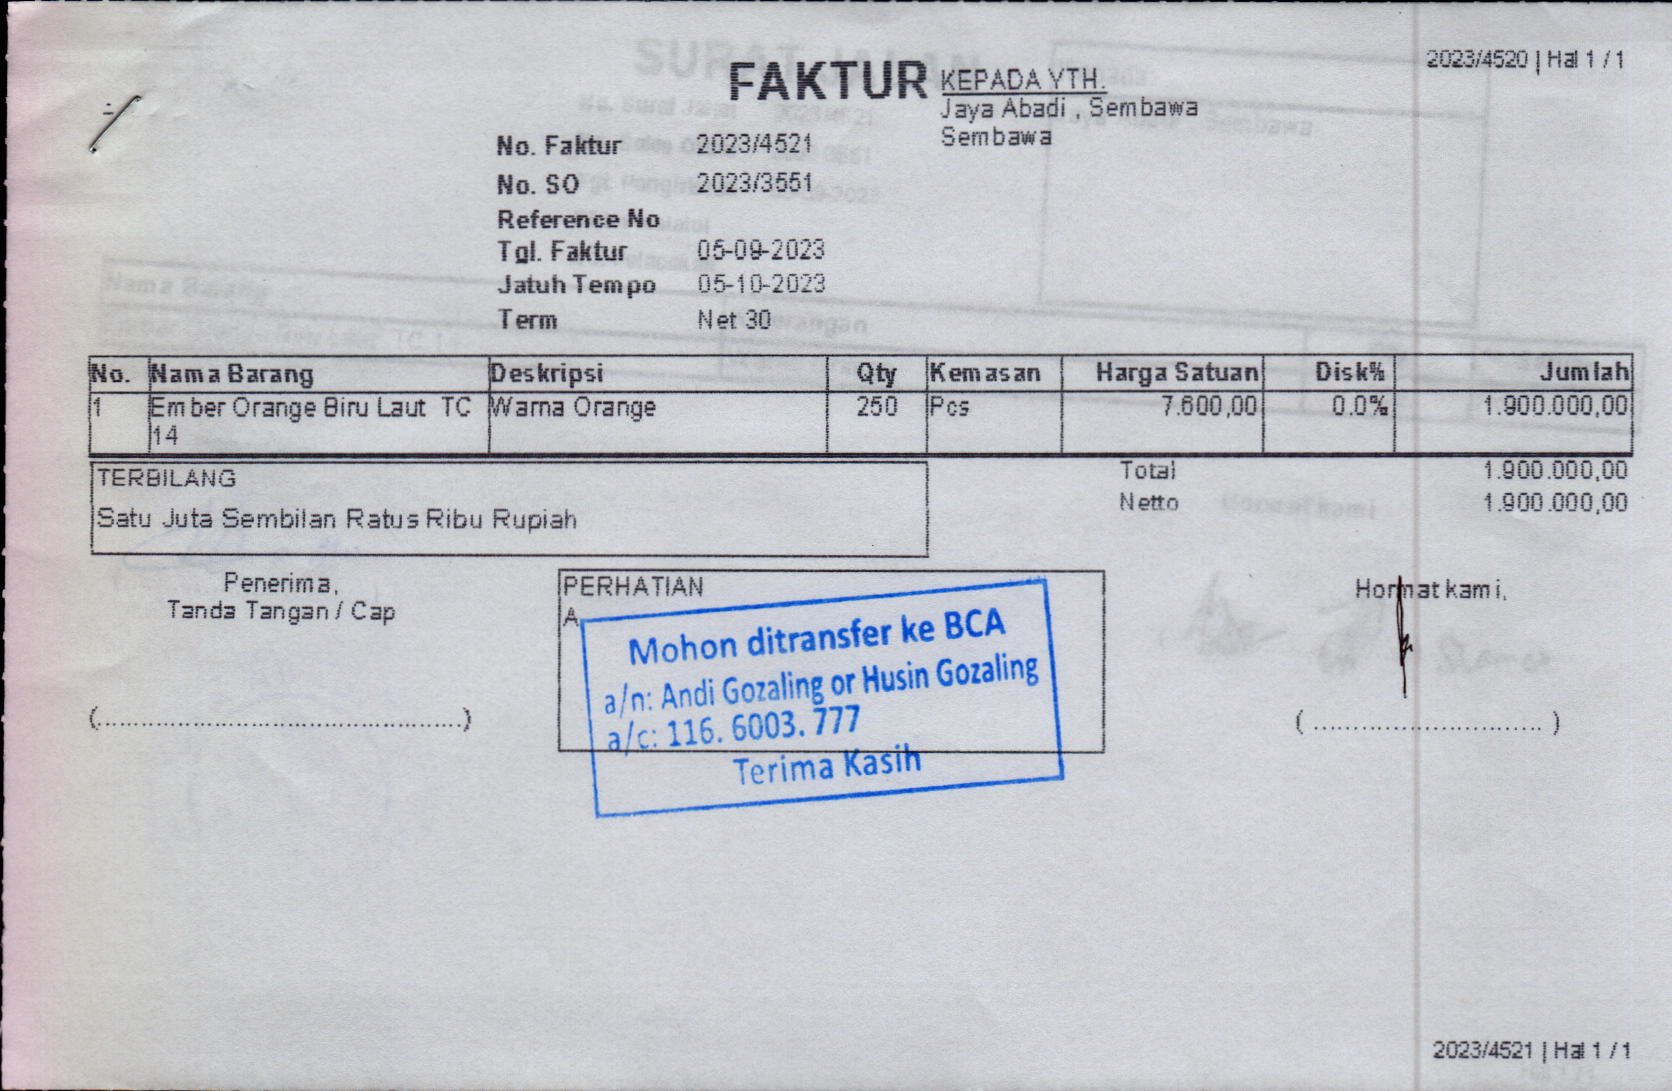 2023/4520 | Hal 1 / 1
FAKTUR
KEPADA YTH.
Jaya Abadi , Sembawa
Sembawa
No. Faktur 2023/4521
No. SO 2023/3551
Reference No
Tgl. Faktur 05-09-2023
Jatuh Tempo 05-10-2023
Term Net 30
No. Nama Barang Deskripsi Qty Kemasan Harga Satuan Disk% Jumlah
1 Ember Orange Biru Laut TC Warna Orange 250 Pcs 7.600,00 0.0% 1.900.000,00
14
TERBILANG
Satu Juta Sembilan Ratus Ribu Rupiah
Total 1.900.000,00
Netto 1.900.000,00
Penerima,
Tanda Tangan / Cap
(............................................)
PERHATIAN
A
Mohon ditransfer ke BCA
a/n: Andi Gozaling or Husin Gozaling
a/c: 116. 6003. 777
Terima Kasih
Hormat kami,
(............................)
2023/4521 | Hal 1 / 1